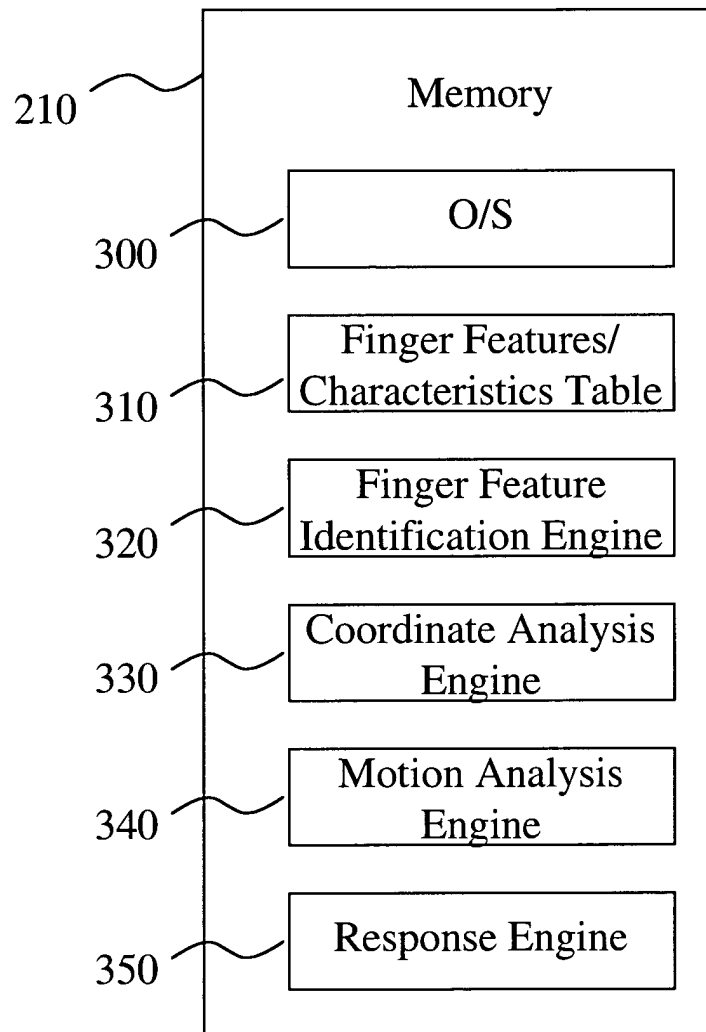 210
Memory
300
O/S
310
Finger Features/
Characteristics Table
320
Finger Feature
Identification Engine
330
Coordinate Analysis
Engine
340
Motion Analysis
Engine
350
Response Engine